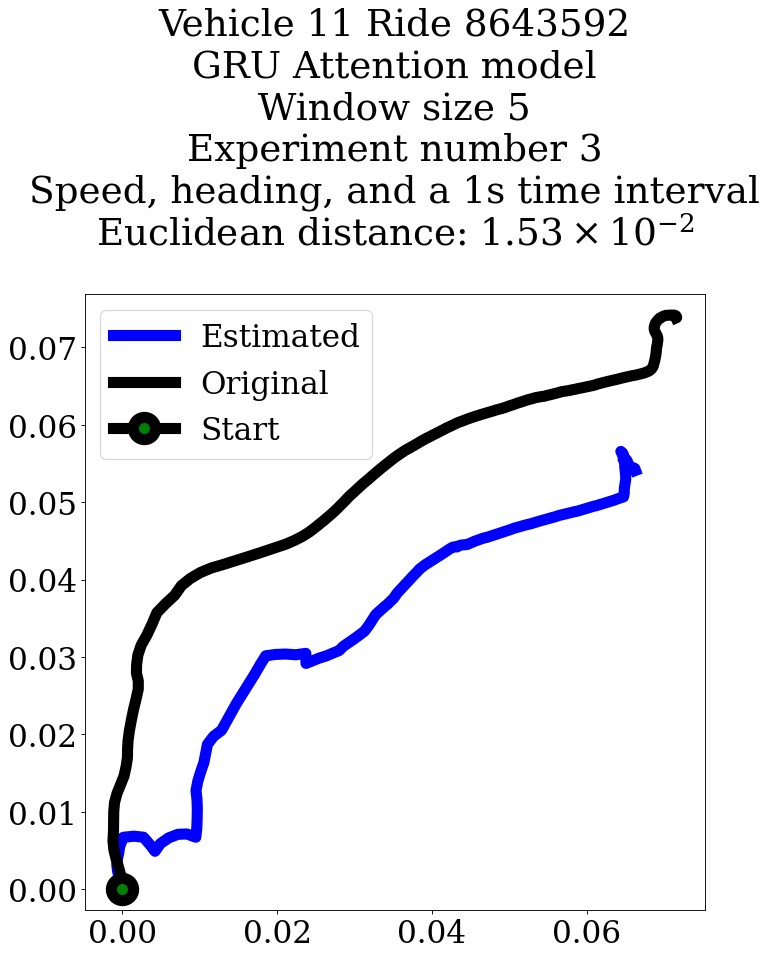 Vehicle 11 Ride 8643592
GRU Attention model
Window size 5
Experiment number 3
Speed, heading, and a 1s time interval
Euclidean distance: 1.53 × 10⁻²
Estimated
Original
Start
0.07
0.06
0.05
0.04
0.03
0.02
0.01
0.00
0.00 0.02 0.04 0.06